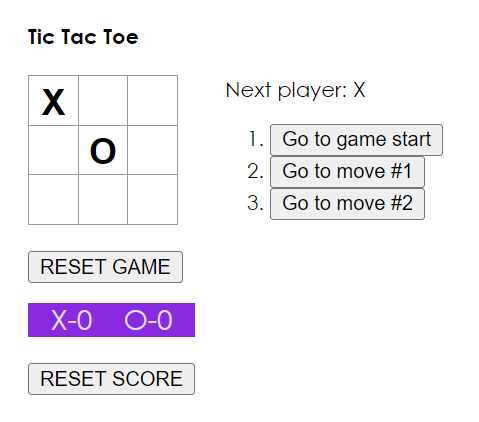 Tic Tac Toe
X
O
Next player: X
1. Go to game start
2. Go to move #1
3. Go to move #2
RESET GAME
X-0 O-0
RESET SCORE